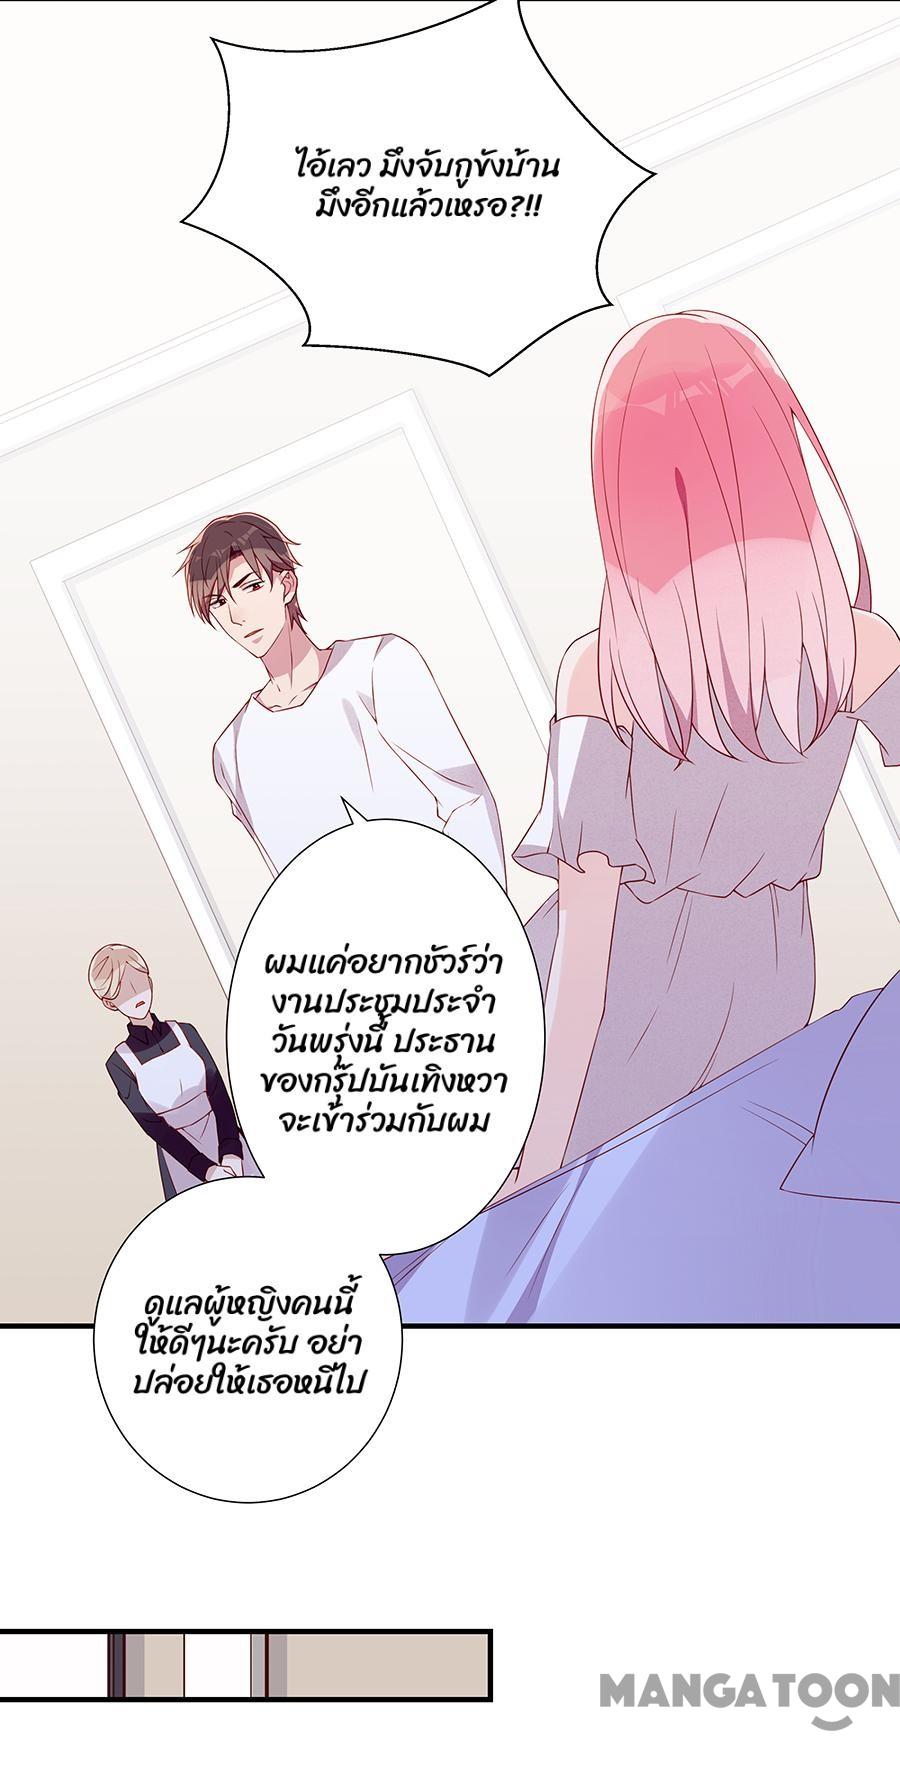 ไอ้เลว มึงจับกูขังบ้าน
มึงอีกแล้วเหรอ?!!
ผมแค่อยากชัวร์ว่า
งานประชุมประจำ
วันพรุ่งนี้ ประธาน
ของกรุ๊ปบันเทิงหวา
จะเข้าร่วมกับผม
ดูแลผู้หญิงคนนี้
ให้ดีๆนะครับ อย่า
ปล่อยให้เธอหนีไป
MANGATOON